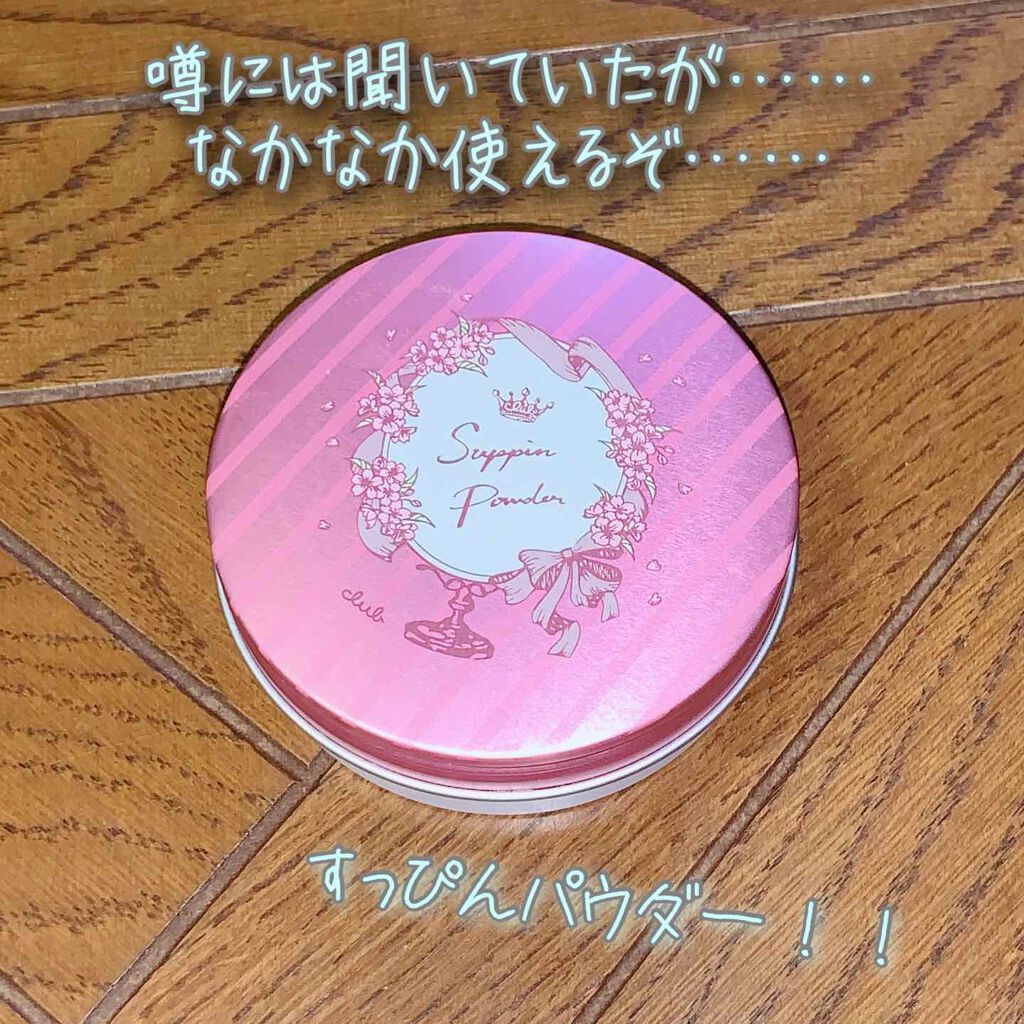 噂には聞いていたが……
なかなか使えるぞ……
Suppin
Powder
club
すっぴんパウダー！！